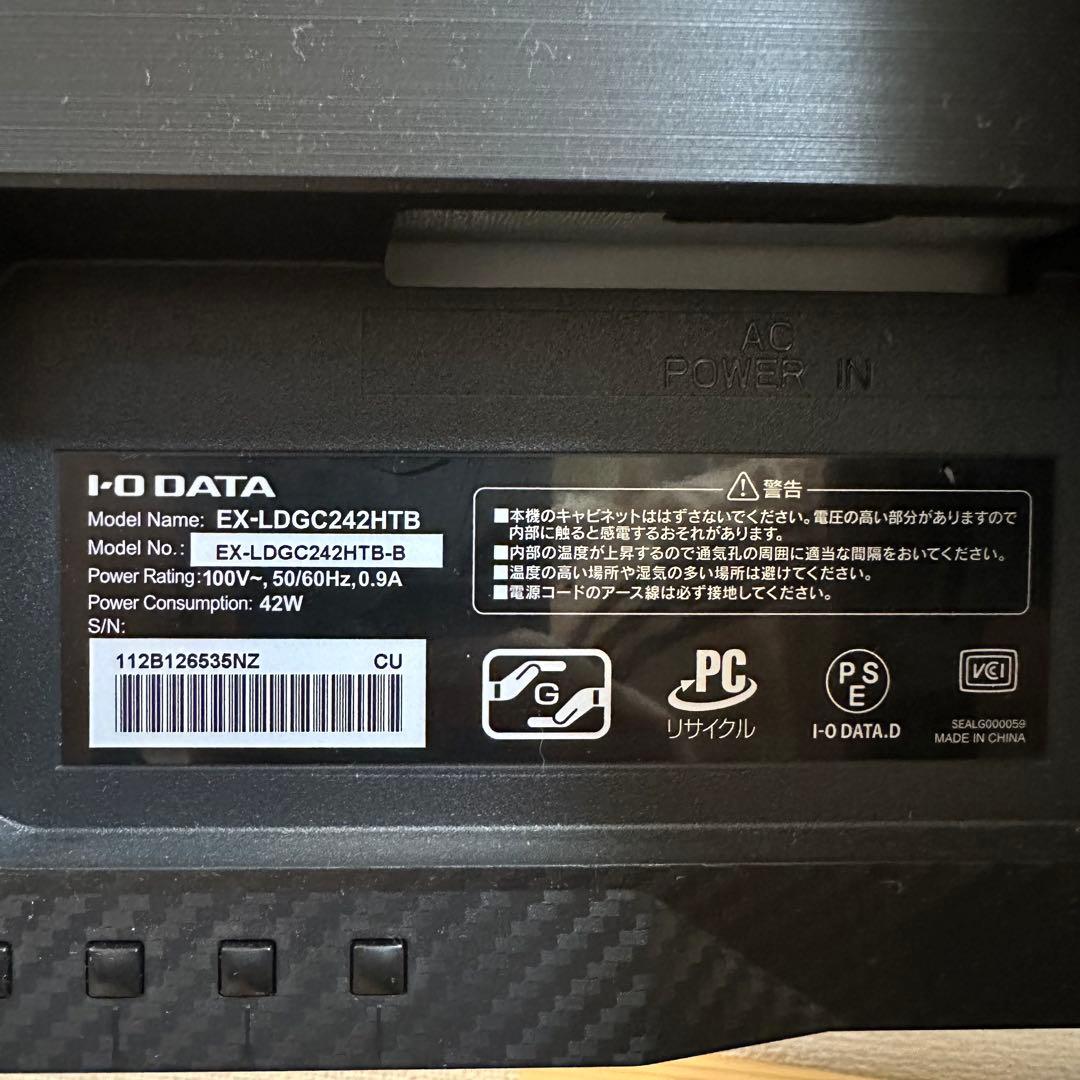 AC
POWER IN
I-O DATA
Model Name: EX-LDGC242HTB
Model No.: EX-LDGC242HTB-B
Power Rating:100V~, 50/60Hz, 0.9A
Power Consumption: 42W
S/N:
112B126535NZ CU
警告
■本機のキャビネットははずさないでください。電圧の高い部分がありますので
内部に触ると感電するおそれがあります。
■内部の温度が上昇するので通気孔の周囲に適当な間隔をおいてください。
■温度の高い場所や湿気の多い場所は避けてください。
■電源コードのアース線は必ず接地してください。
G
PC
リサイクル
PS
E
I-O DATA.D
VCI
SEALG000059
MADE IN CHINA